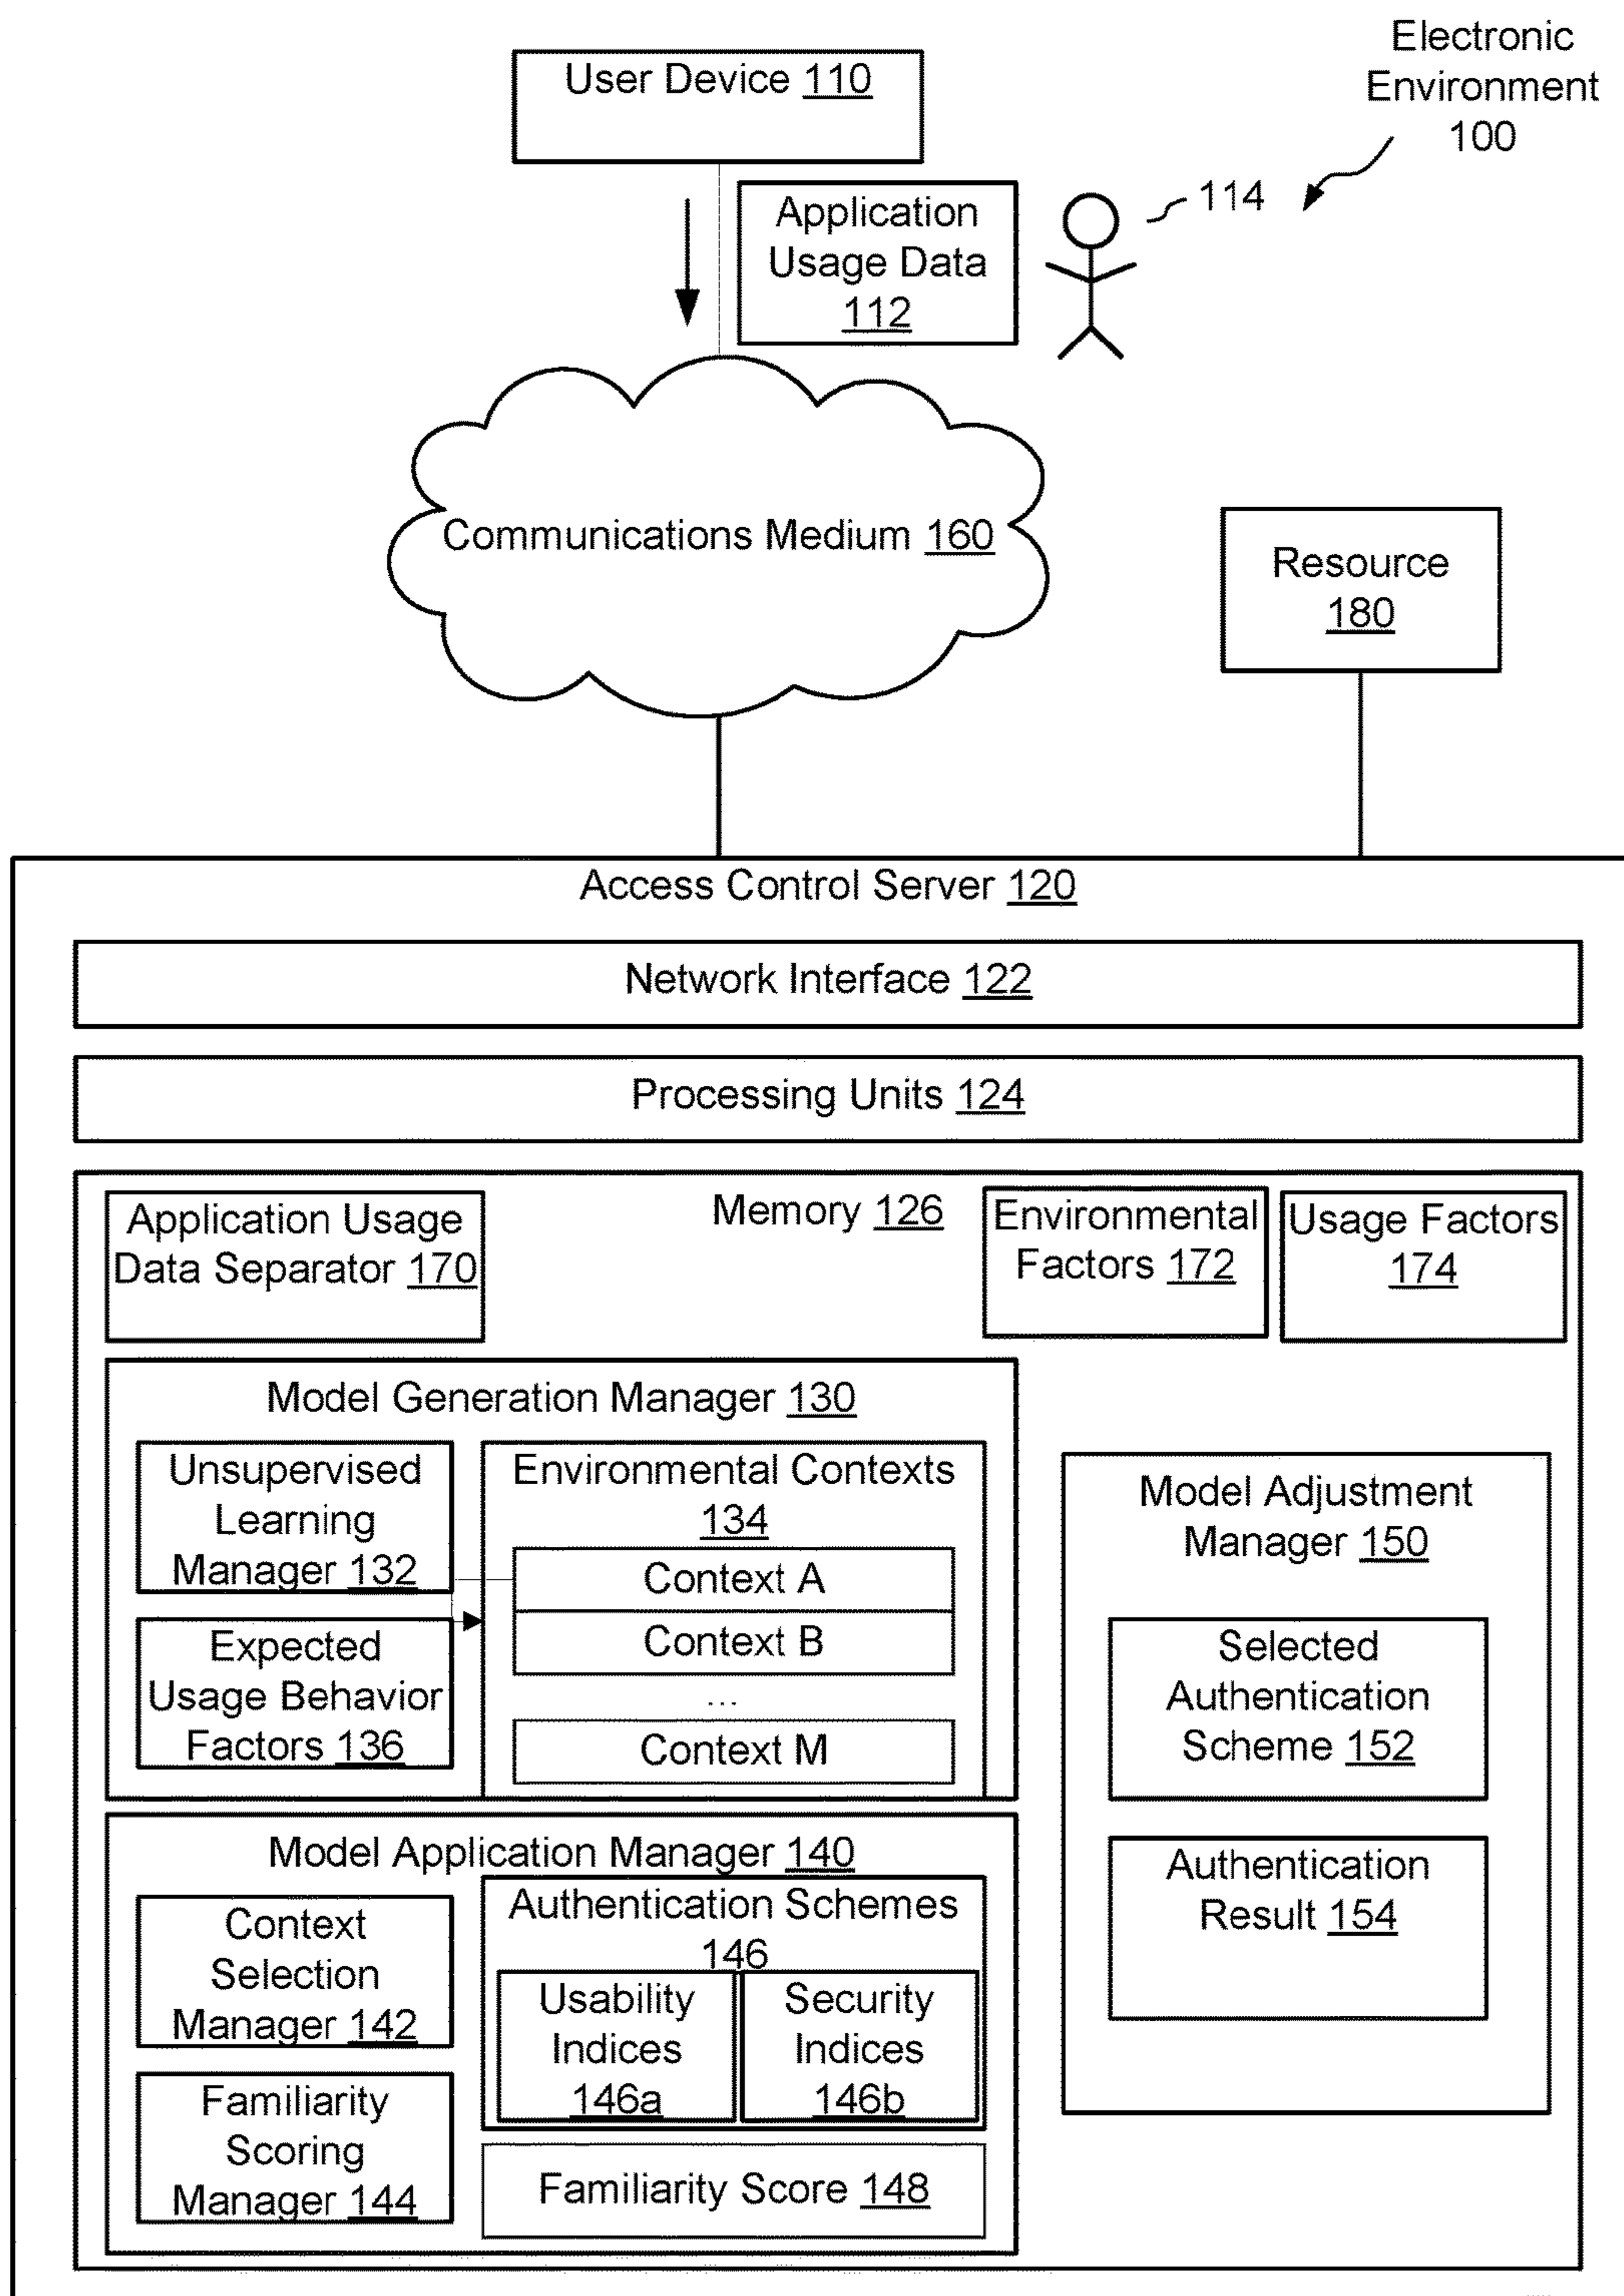 Electronic
Environment
100
User Device 110
Application
Usage Data
112
114
Communications Medium 160
Resource
180
Access Control Server 120
Network Interface 122
Processing Units 124
Memory 126
Application Usage
Data Separator 170
Environmental
Factors 172
Usage Factors
174
Model Generation Manager 130
Unsupervised
Learning
Manager 132
Expected
Usage Behavior
Factors 136
Environmental Contexts
134
Context A
Context B
...
Context M
Model Adjustment
Manager 150
Selected
Authentication
Scheme 152
Authentication
Result 154
Model Application Manager 140
Context
Selection
Manager 142
Familiarity
Scoring
Manager 144
Authentication Schemes
146
Usability
Indices
146a
Security
Indices
146b
Familiarity Score 148